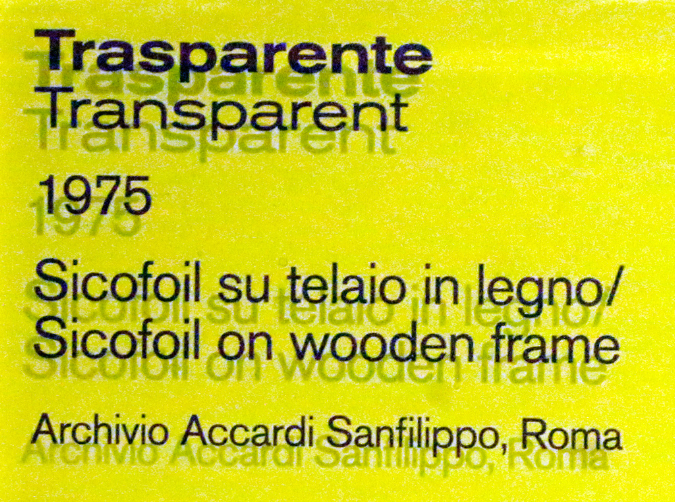 Trasparente
Transparent
1975
Sicofoil su telaio in legno/
Sicofoil on wooden frame
Archivio Accardi Sanfilippo, Roma